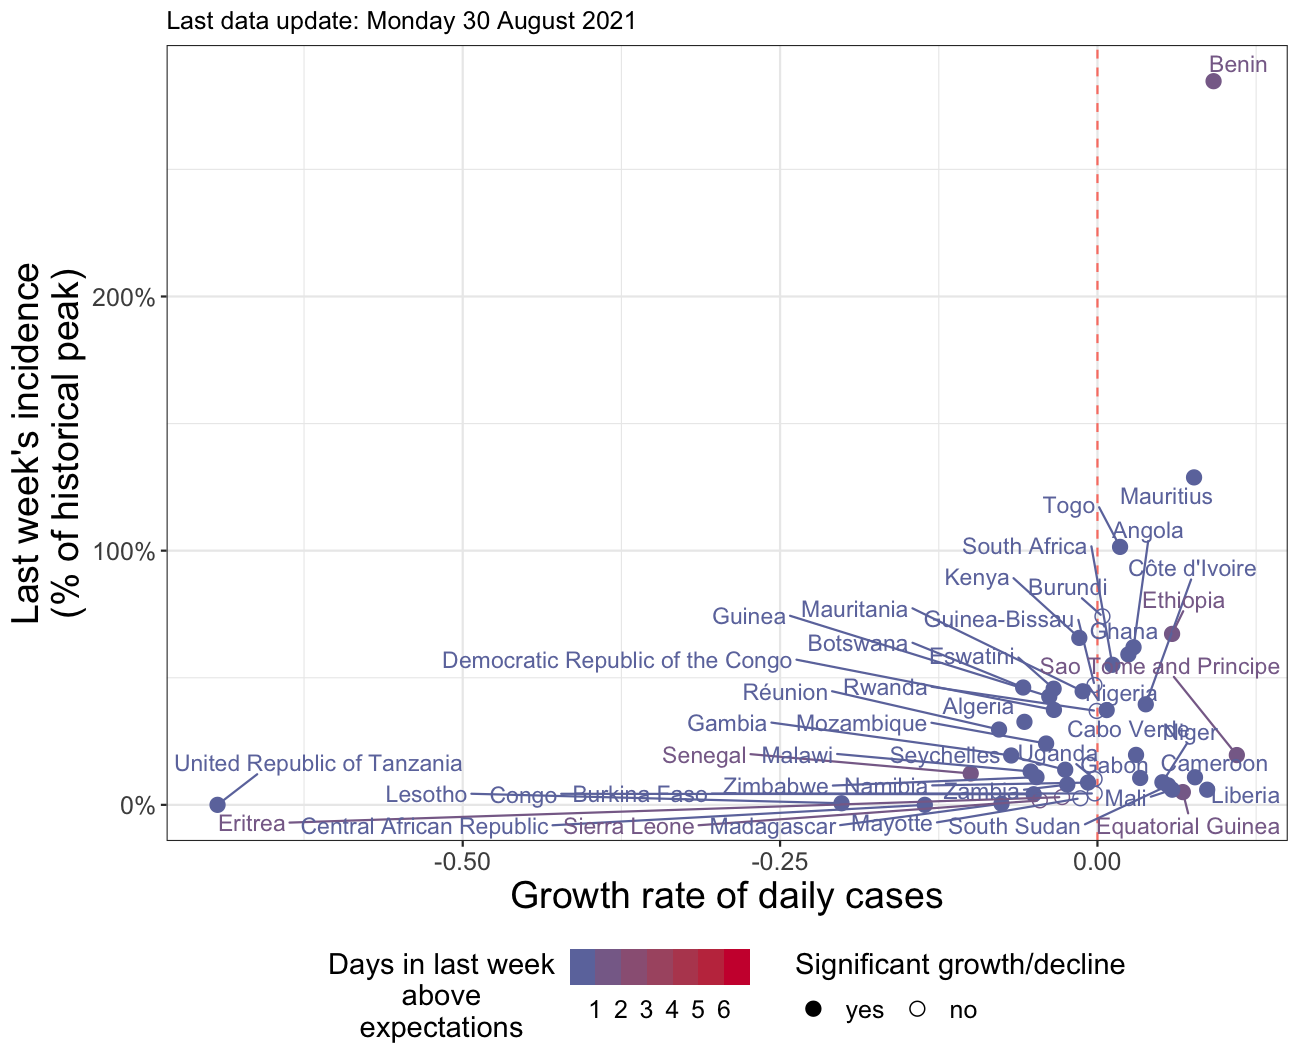 Last data update: Monday 30 August 2021
Last week's incidence
(% of historical peak)
200%
100%
0%
Benin
Mauritius
Togo
Angola
South Africa
Côte d'Ivoire
Kenya
Burundi
Ethiopia
Mauritania
Guinea
Guinea-Bissau
Ghana
Botswana
Eswatini
Democratic Republic of the Congo
Sao Tome and Principe
Réunion
Rwanda
Nigeria
Algeria
Gambia
Mozambique
Cabo Verde
Niger
Senegal
Malawi
Seychelles
Uganda
United Republic of Tanzania
Gabon
Cameroon
Zimbabwe
Namibia
Zambia
Lesotho
Congo
Burkina Faso
Mali
Liberia
Eritrea
Central African Republic
Sierra Leone
Madagascar
Mayotte
South Sudan
Equatorial Guinea
-0.50
-0.25
0.00
Growth rate of daily cases
Days in last week
above
expectations
1 2 3 4 5 6
Significant growth/decline
yes
no